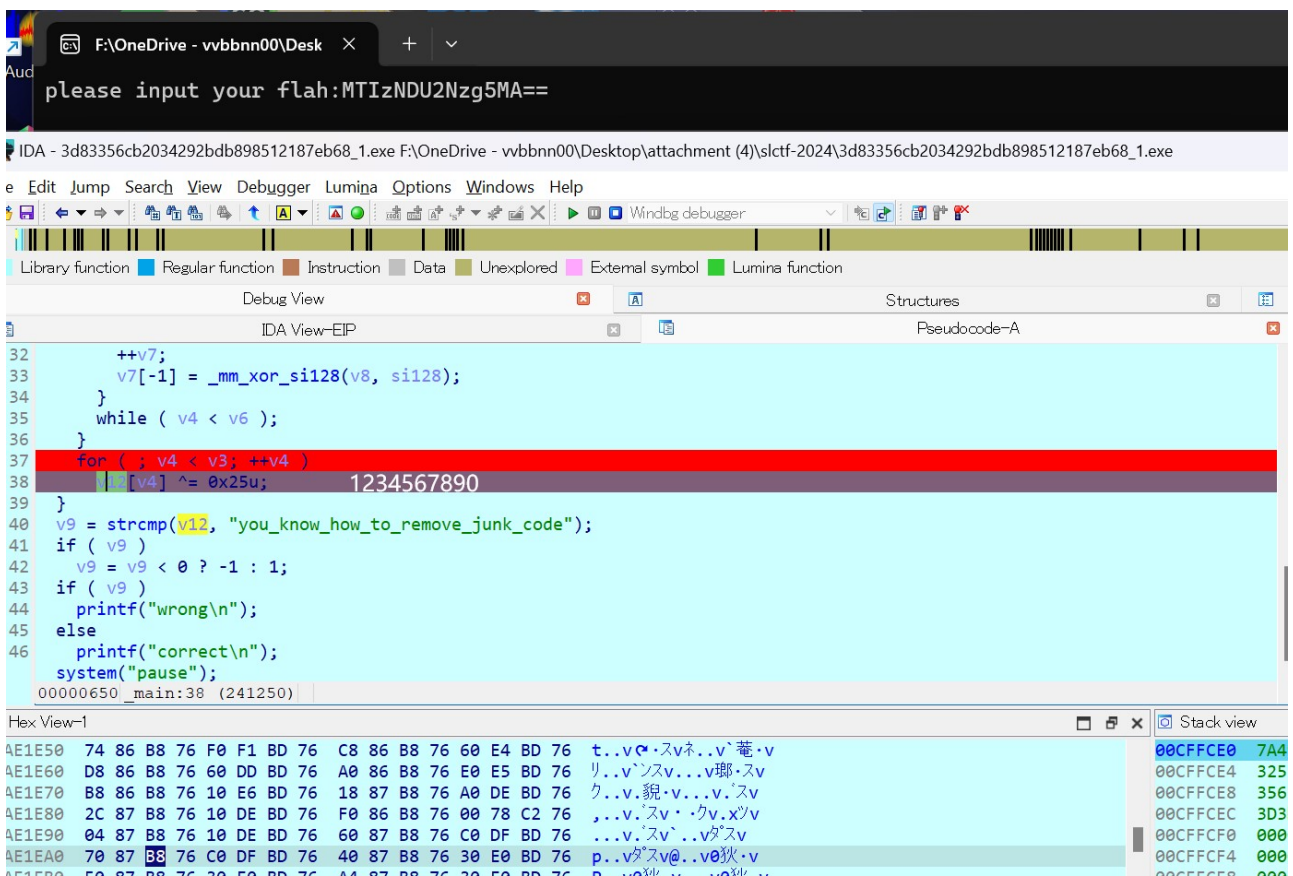 F:\OneDrive - vvbbnn00\Desk
Aud
please input your flah:MTIzNDU2Nzg5MA==
IDA - 3d83356cb2034292bdb898512187eb68_1.exe F:\OneDrive - vvbbnn00\Desktop\attachment (4)\slctf-2024\3d83356cb2034292bdb898512187eb68_1.exe
e Edit Jump Search View Debugger Lumina Options Windows Help
Windbg debugger
Library function Regular function Instruction Data Unexplored External symbol Lumina function
Debug View Structures
IDA View-EIP Pseudocode-A
32 ++v7;
33 v7[-1] = _mm_xor_si128(v8, si128);
34 }
35 while ( v4 < v6 );
36 }
37 for ( ; v4 < v3; ++v4 )
38 v12[v4] ^= 0x25u; 1234567890
39 }
40 v9 = strcmp(v12, "you_know_how_to_remove_junk_code");
41 if ( v9 )
42 v9 = v9 < 0 ? -1 : 1;
43 if ( v9 )
44 printf("wrong\n");
45 else
46 printf("correct\n");
system("pause");
00000650 _main:38 (241250)
Hex View-1 Stack view
AE1E50 74 86 B8 76 F0 F1 BD 76 C8 86 B8 76 60 E4 BD 76 00CFFCE0 7A4
AE1E60 D8 86 B8 76 60 DD BD 76 A0 86 B8 76 E0 E5 BD 76 00CFFCE4 325
AE1E70 B8 86 B8 76 10 E6 BD 76 18 87 B8 76 A0 DE BD 76 00CFFCE8 356
AE1E80 2C 87 B8 76 10 DE BD 76 F0 86 B8 76 00 78 C2 76 00CFFCEC 3D3
AE1E90 04 87 B8 76 10 DE BD 76 60 87 B8 76 C0 DF BD 76 00CFFCF0 000
AE1EA0 70 87 B8 76 C0 DF BD 76 40 87 B8 76 30 E0 BD 76 00CFFCF4 000